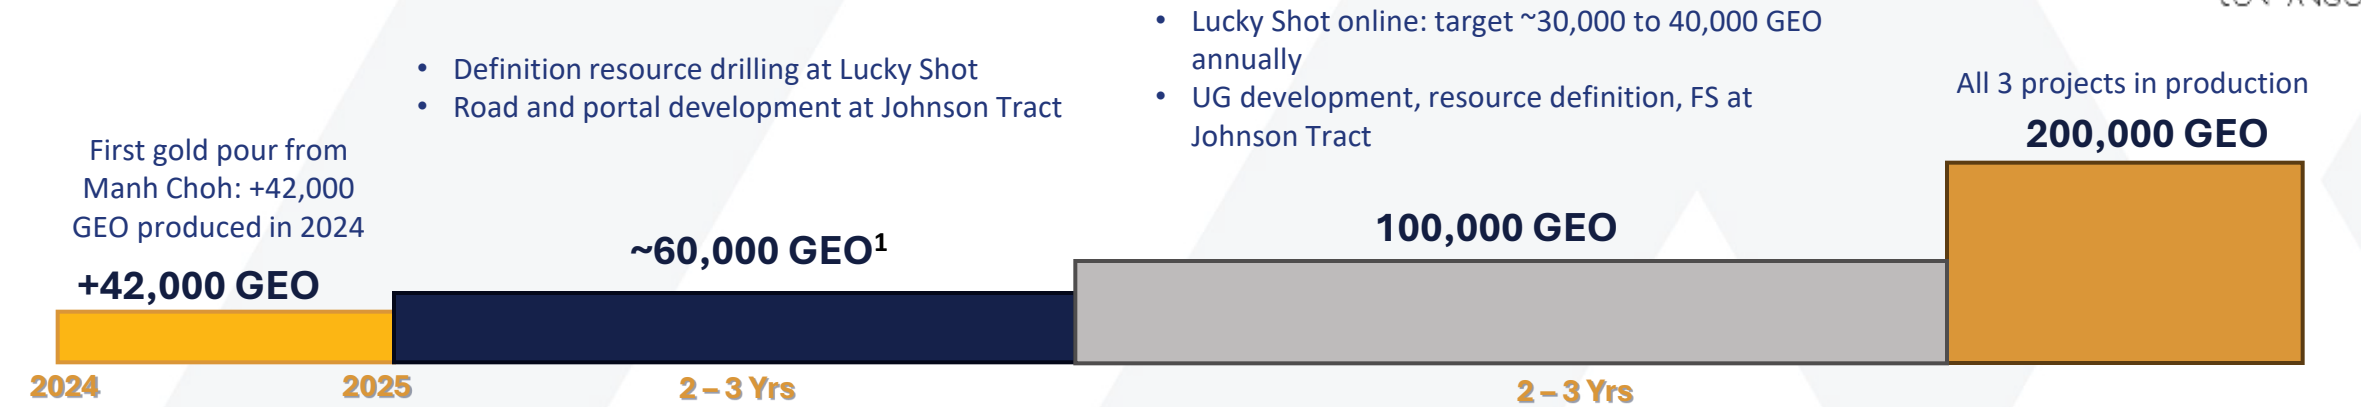 • Definition resource drilling at Lucky Shot
• Road and portal development at Johnson Tract
• Lucky Shot online: target ~30,000 to 40,000 GEO
annually
• UG development, resource definition, FS at
Johnson Tract
All 3 projects in production
200,000 GEO
First gold pour from
Manh Choh: +42,000
GEO produced in 2024
+42,000 GEO
~60,000 GEO¹
100,000 GEO
2024
2025
2 – 3 Yrs
2 – 3 Yrs